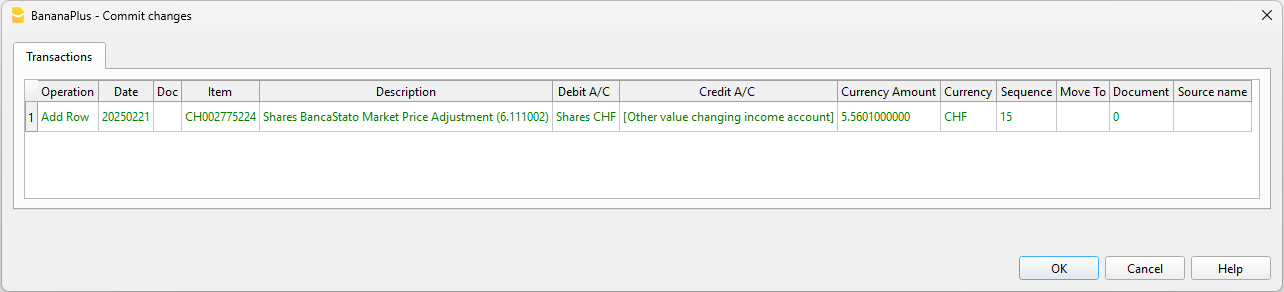 BananaPlus - Commit changes
Transactions
Operation Date Doc Item Description Debit A/C Credit A/C Currency Amount Currency Sequence Move To Document Source name
1 Add Row 20250221 CH002775224 Shares BancaStato Market Price Adjustment (6.111002) Shares CHF [Other value changing income account] 5.5601000000 CHF 15 0
OK Cancel Help